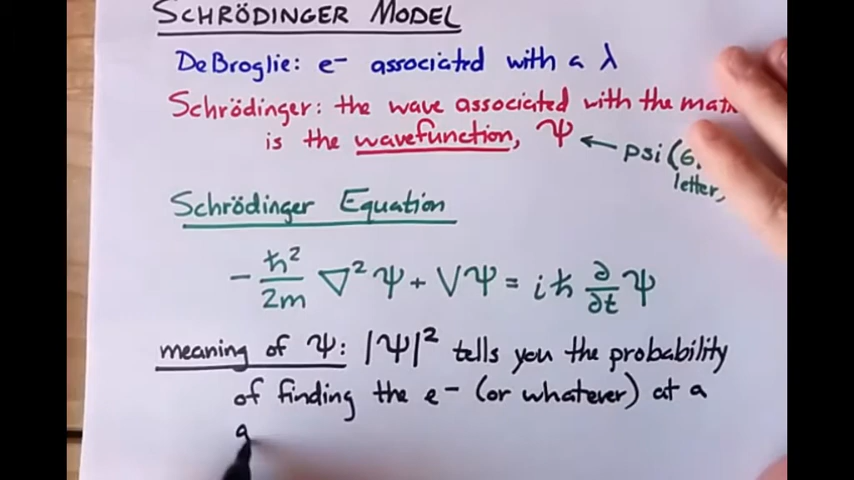 SCHRÖDINGER MODEL
DeBroglie: e⁻ associated with a λ
Schrödinger: the wave associated with the
is the wavefunction, Ψ ← psi (G
letter,
Schrödinger Equation
-ħ²/2m ∇²Ψ + VΨ = iħ ∂/∂t Ψ
meaning of Ψ: |Ψ|² tells you the probability
of finding the e⁻ (or whatever) at a